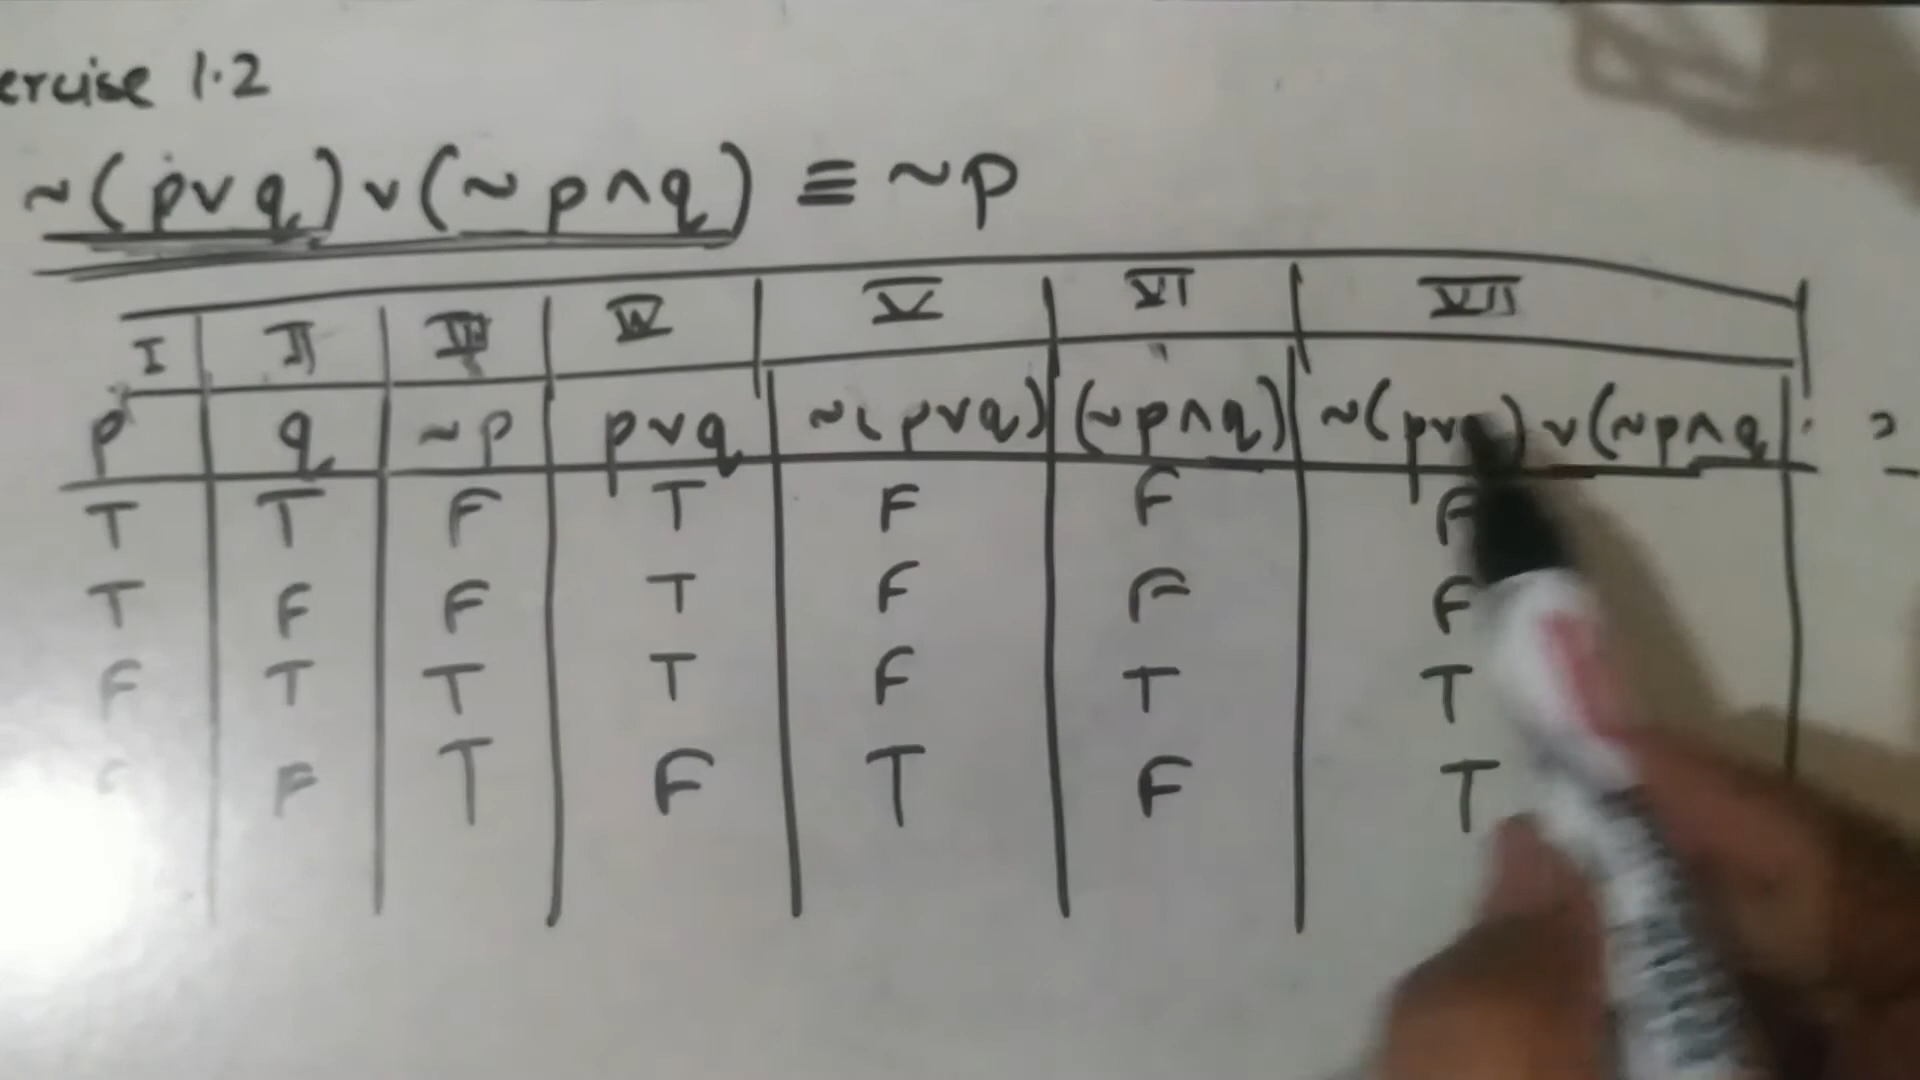 ercise 1.2
~(p∨q)∨(~p∧q) ≡ ~p
I II III IV V VI VII
p q ~p p∨q ~(p∨q) (~p∧q) ~(p∨q)∨(~p∧q
T T F T F F F
T F F T F F F
F T T T F T T
F F T F T F T